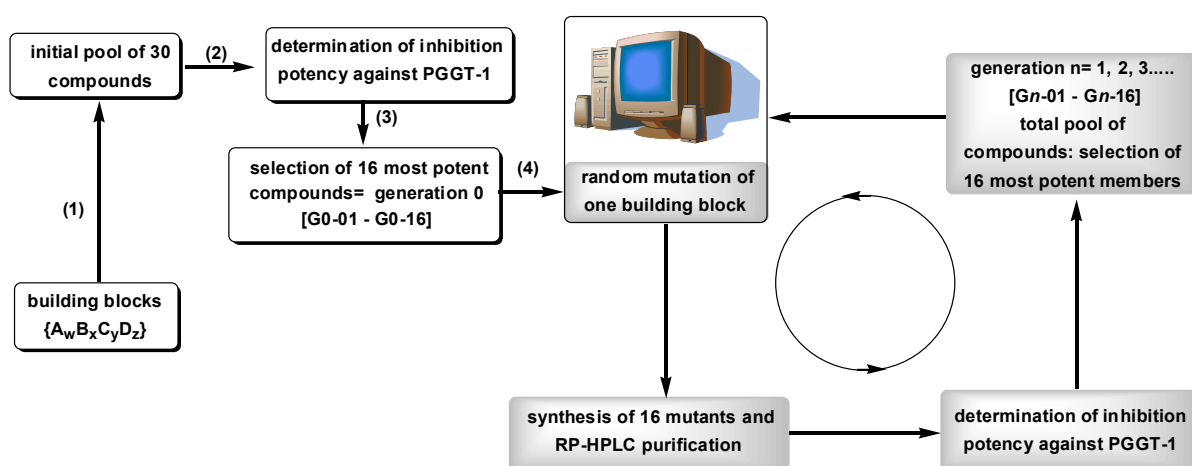 initial pool of 30
compounds
(2)
determination of inhibition
potency against PGGT-1
(3)
selection of 16 most potent
compounds= generation 0
[G0-01 - G0-16]
(4)
(1)
building blocks
{AwBxCyDz}
random mutation of
one building block
generation n= 1, 2, 3.....
[Gn-01 - Gn-16]
total pool of
compounds: selection of
16 most potent members
synthesis of 16 mutants and
RP-HPLC purification
determination of inhibition
potency against PGGT-1